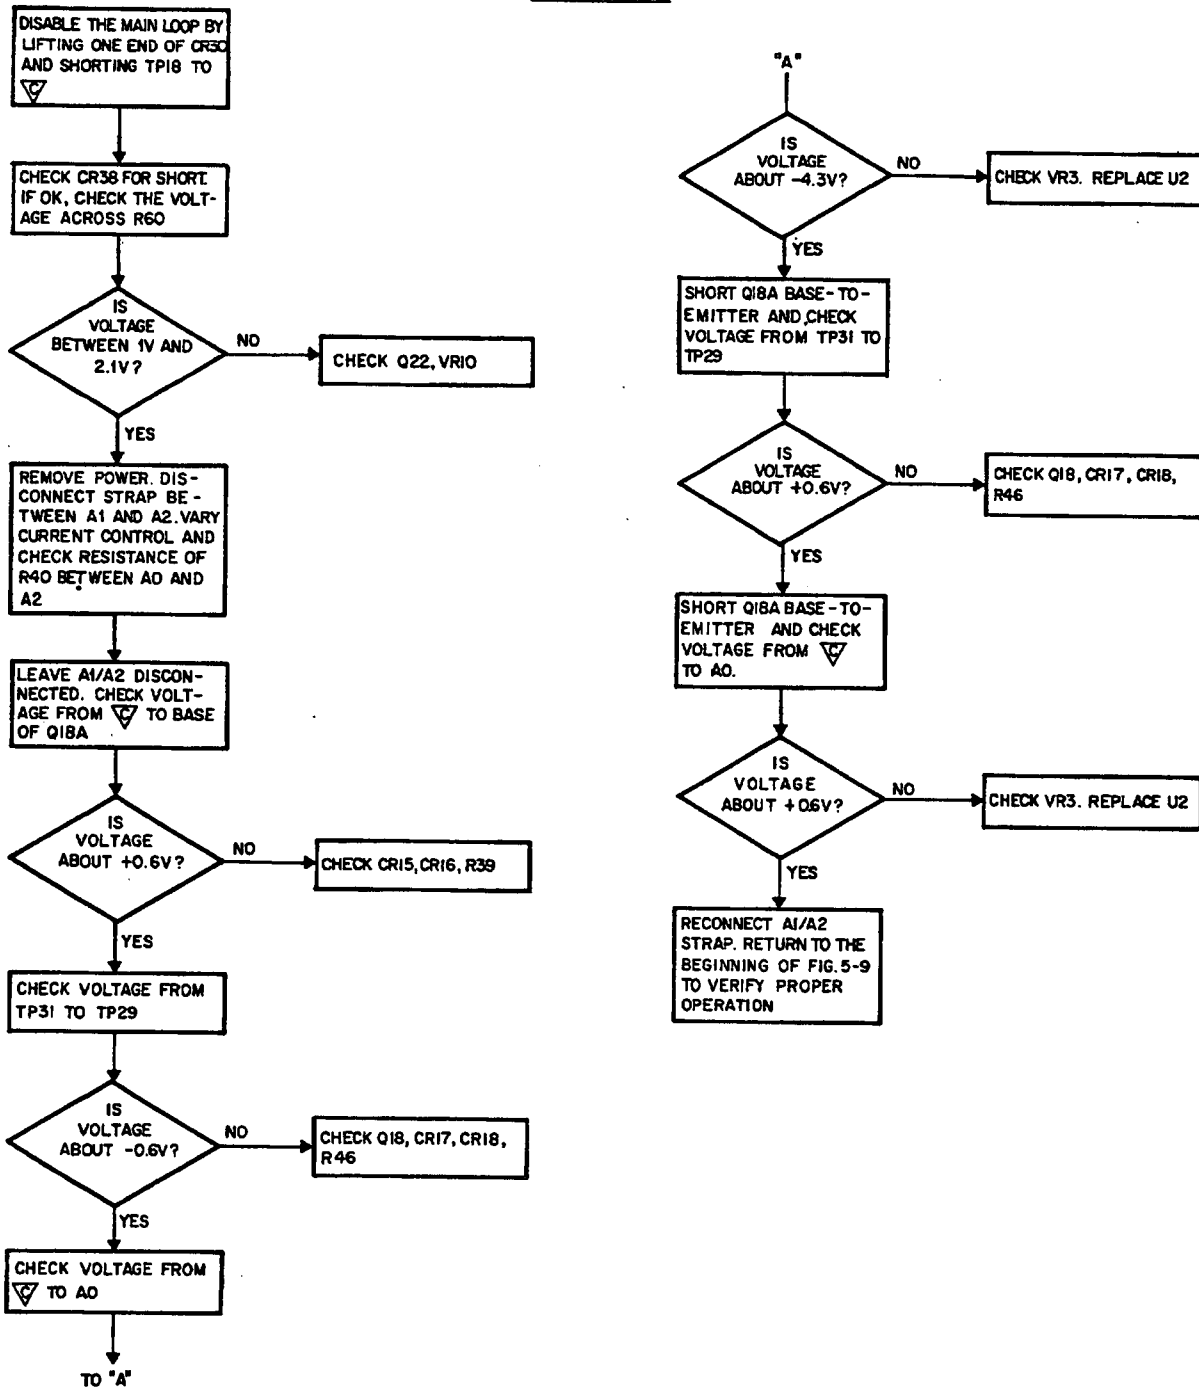 DISABLE THE MAIN LOOP BY
LIFTING ONE END OF CR30
AND SHORTING TP18 TO
C
CHECK CR38 FOR SHORT.
IF OK, CHECK THE VOLT-
AGE ACROSS R60
IS
VOLTAGE
BETWEEN 1V AND
2.1V?
NO
CHECK Q22, VR10
YES
REMOVE POWER. DIS-
CONNECT STRAP BE-
TWEEN A1 AND A2. VARY
CURRENT CONTROL AND
CHECK RESISTANCE OF
R40 BETWEEN A0 AND
A2
LEAVE A1/A2 DISCON-
NECTED. CHECK VOLT-
AGE FROM C TO BASE
OF Q18A
IS
VOLTAGE
ABOUT +0.6V?
NO
CHECK CR15, CR16, R39
YES
CHECK VOLTAGE FROM
TP31 TO TP29
IS
VOLTAGE
ABOUT -0.6V?
NO
CHECK Q18, CR17, CR18,
R46
YES
CHECK VOLTAGE FROM
C TO A0
TO "A"
"A"
IS
VOLTAGE
ABOUT -4.3V?
NO
CHECK VR3. REPLACE U2
YES
SHORT Q18A BASE-TO-
EMITTER AND, CHECK
VOLTAGE FROM TP31 TO
TP29
IS
VOLTAGE
ABOUT +0.6V?
NO
CHECK Q18, CR17, CR18,
R46
YES
SHORT Q18A BASE-TO-
EMITTER AND CHECK
VOLTAGE FROM C
TO A0.
IS
VOLTAGE
ABOUT +0.6V?
NO
CHECK VR3. REPLACE U2
YES
RECONNECT A1/A2
STRAP. RETURN TO THE
BEGINNING OF FIG. 5-9
TO VERIFY PROPER
OPERATION